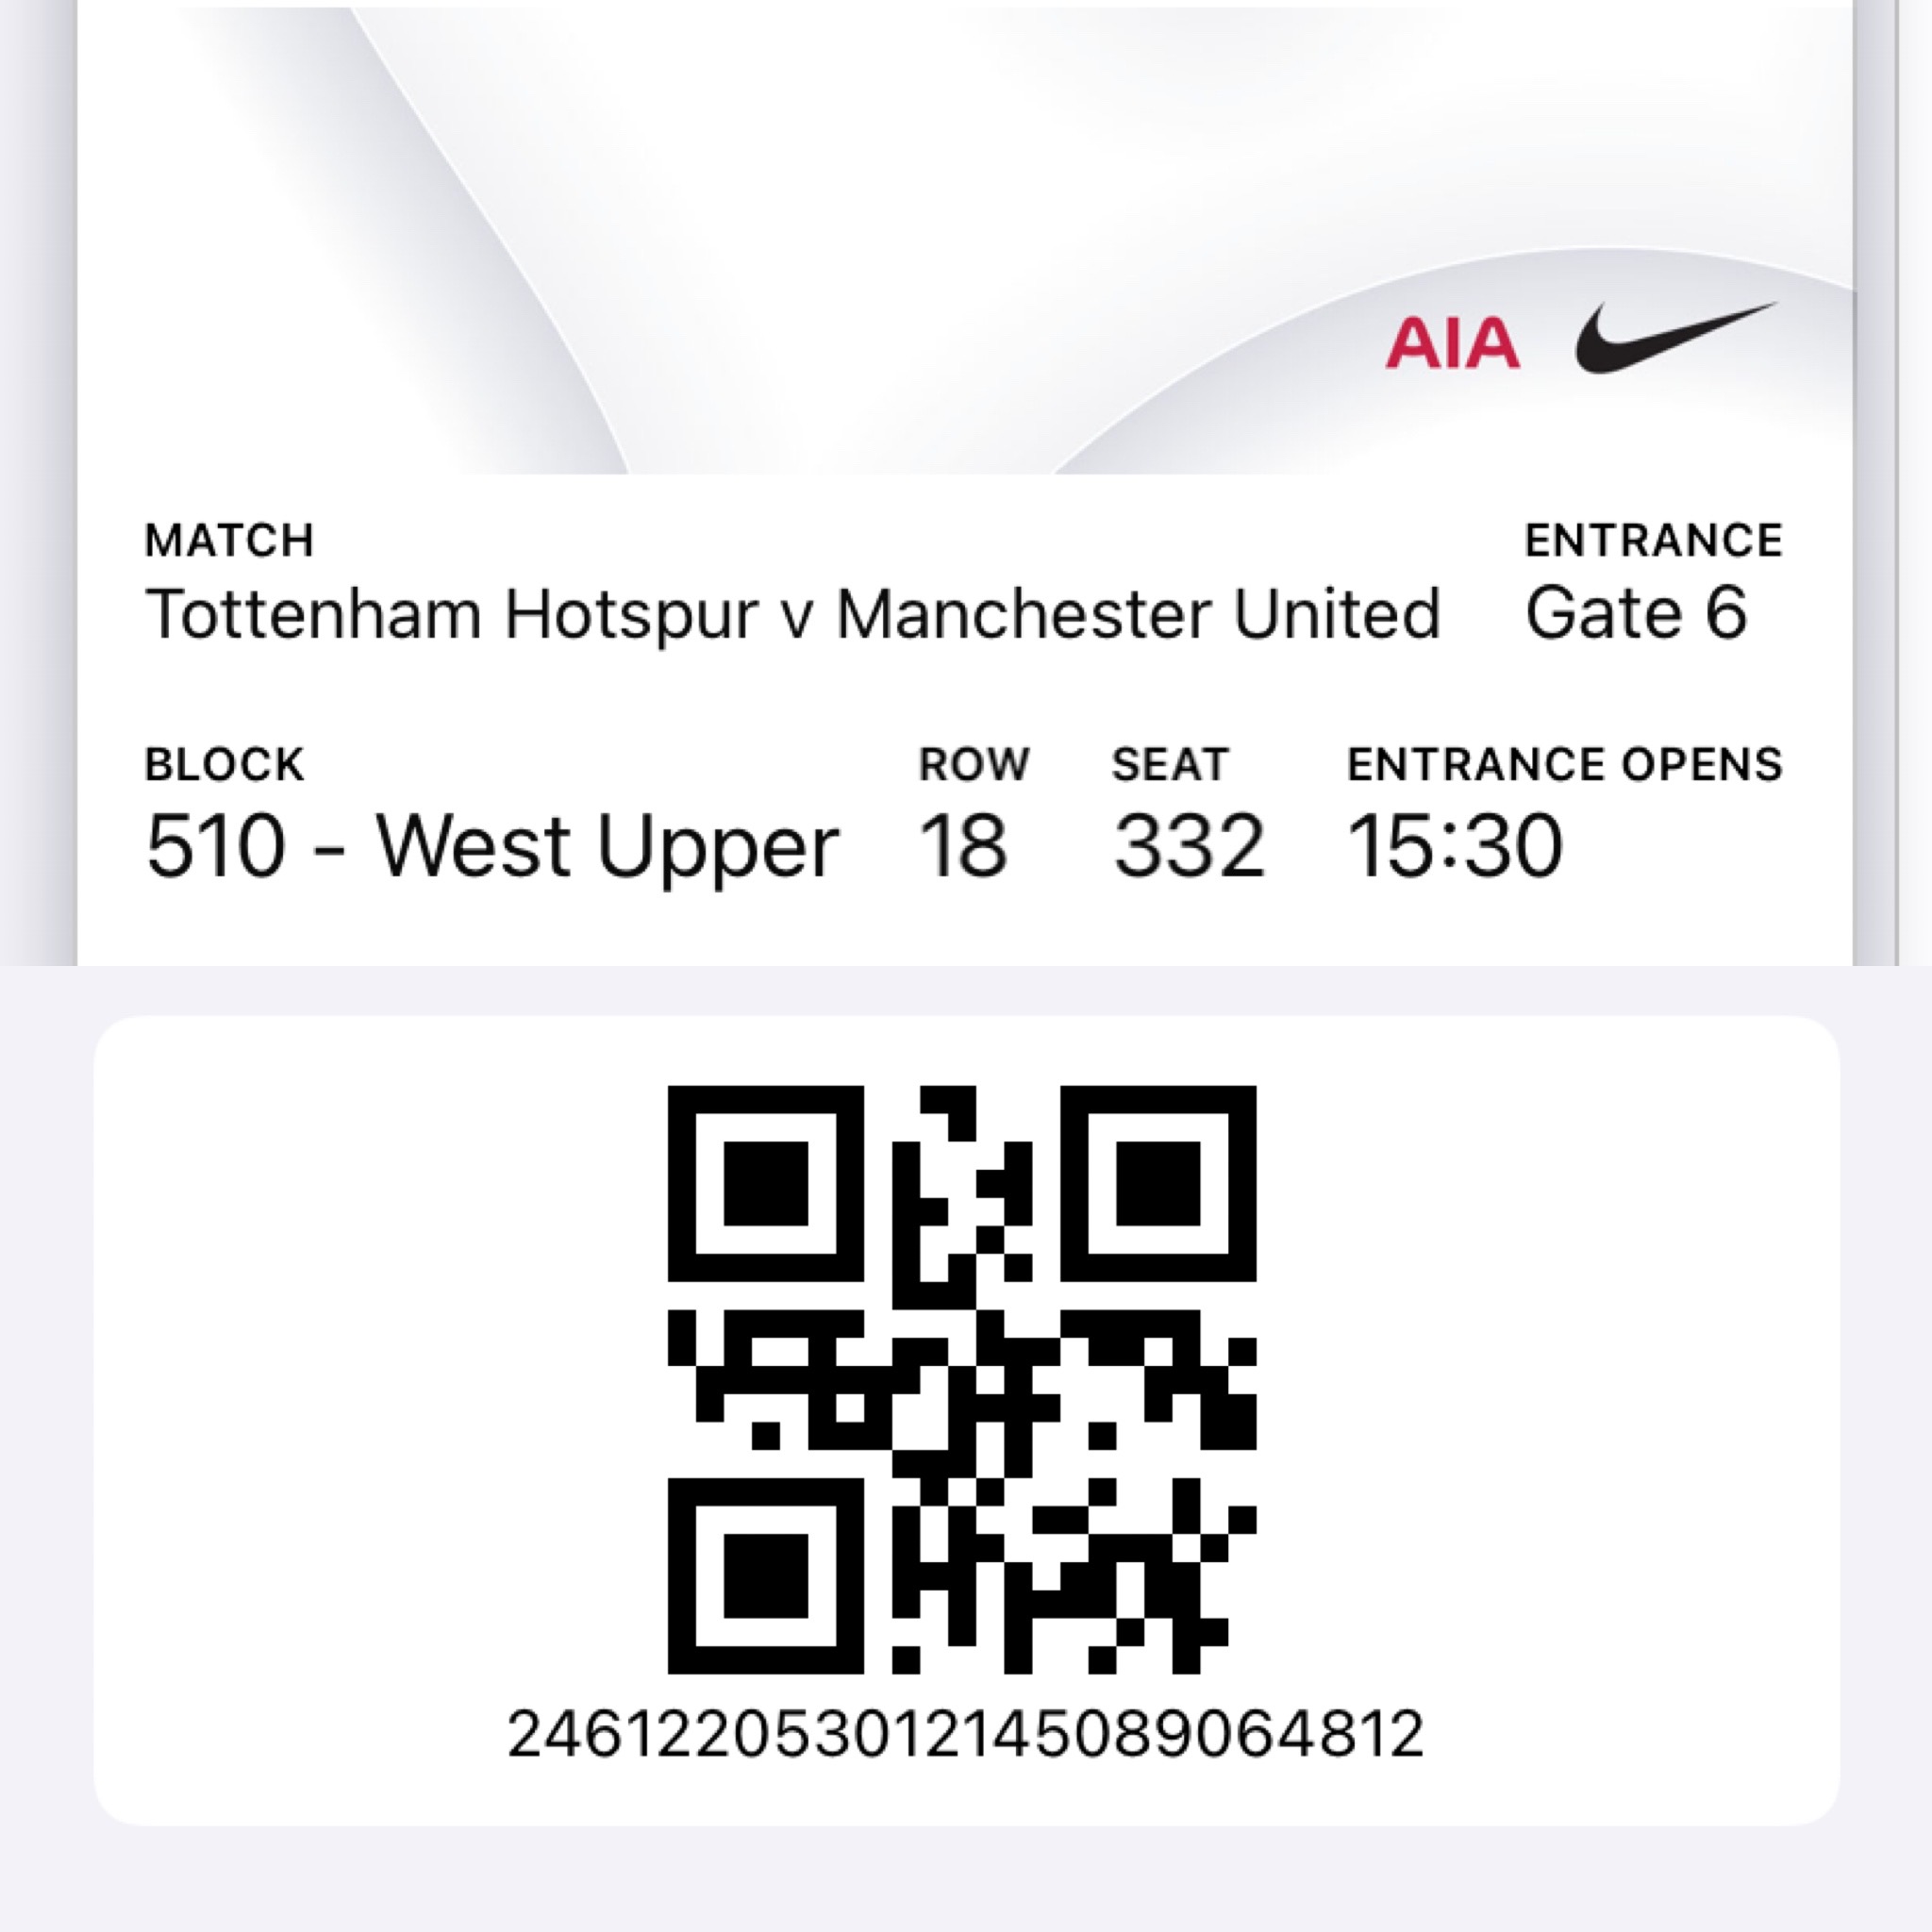 AIA
MATCH ENTRANCE
Tottenham Hotspur v Manchester United Gate 6
BLOCK ROW SEAT ENTRANCE OPENS
510 - West Upper 18 332 15:30
246122053012145089064812